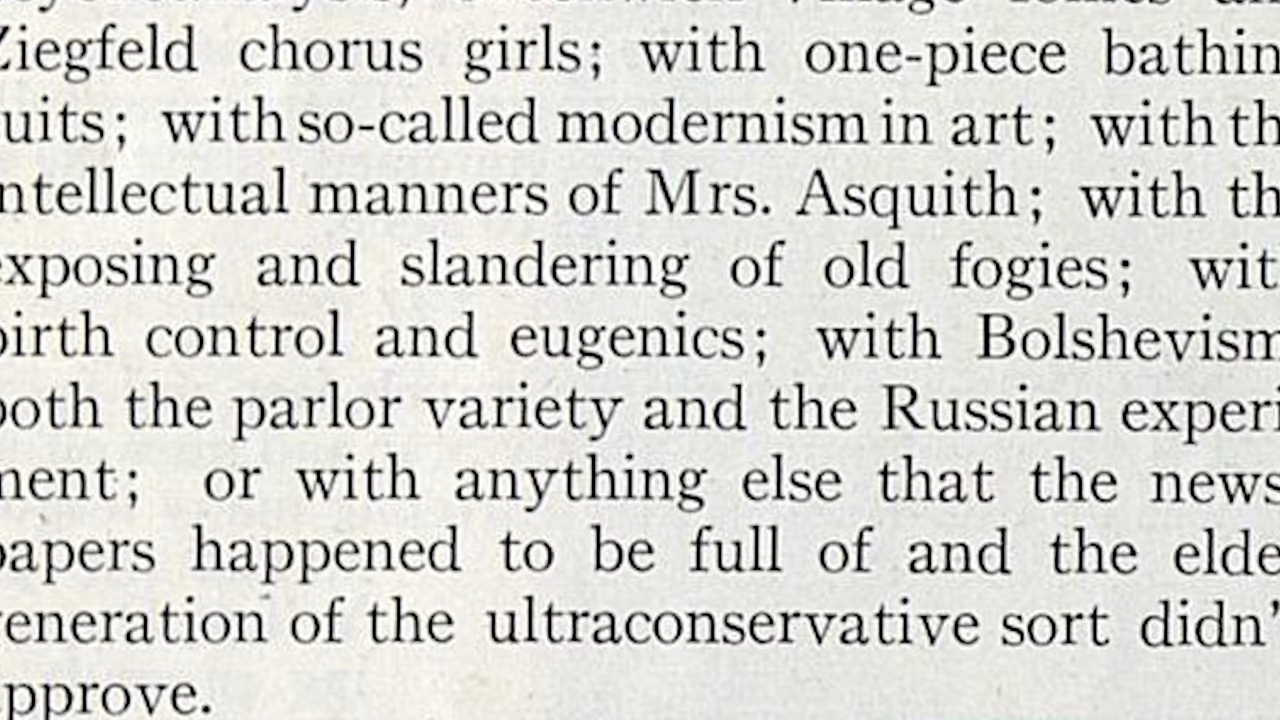 Ziegfeld chorus girls; with one-piece bathin
uits; with so-called modernism in art; with th
ntellectual manners of Mrs. Asquith; with th
exposing and slandering of old fogies; wit
birth control and eugenics; with Bolshevism
both the parlor variety and the Russian experi
ment; or with anything else that the news
papers happened to be full of and the elde
eneration of the ultraconservative sort didn'
pprove.